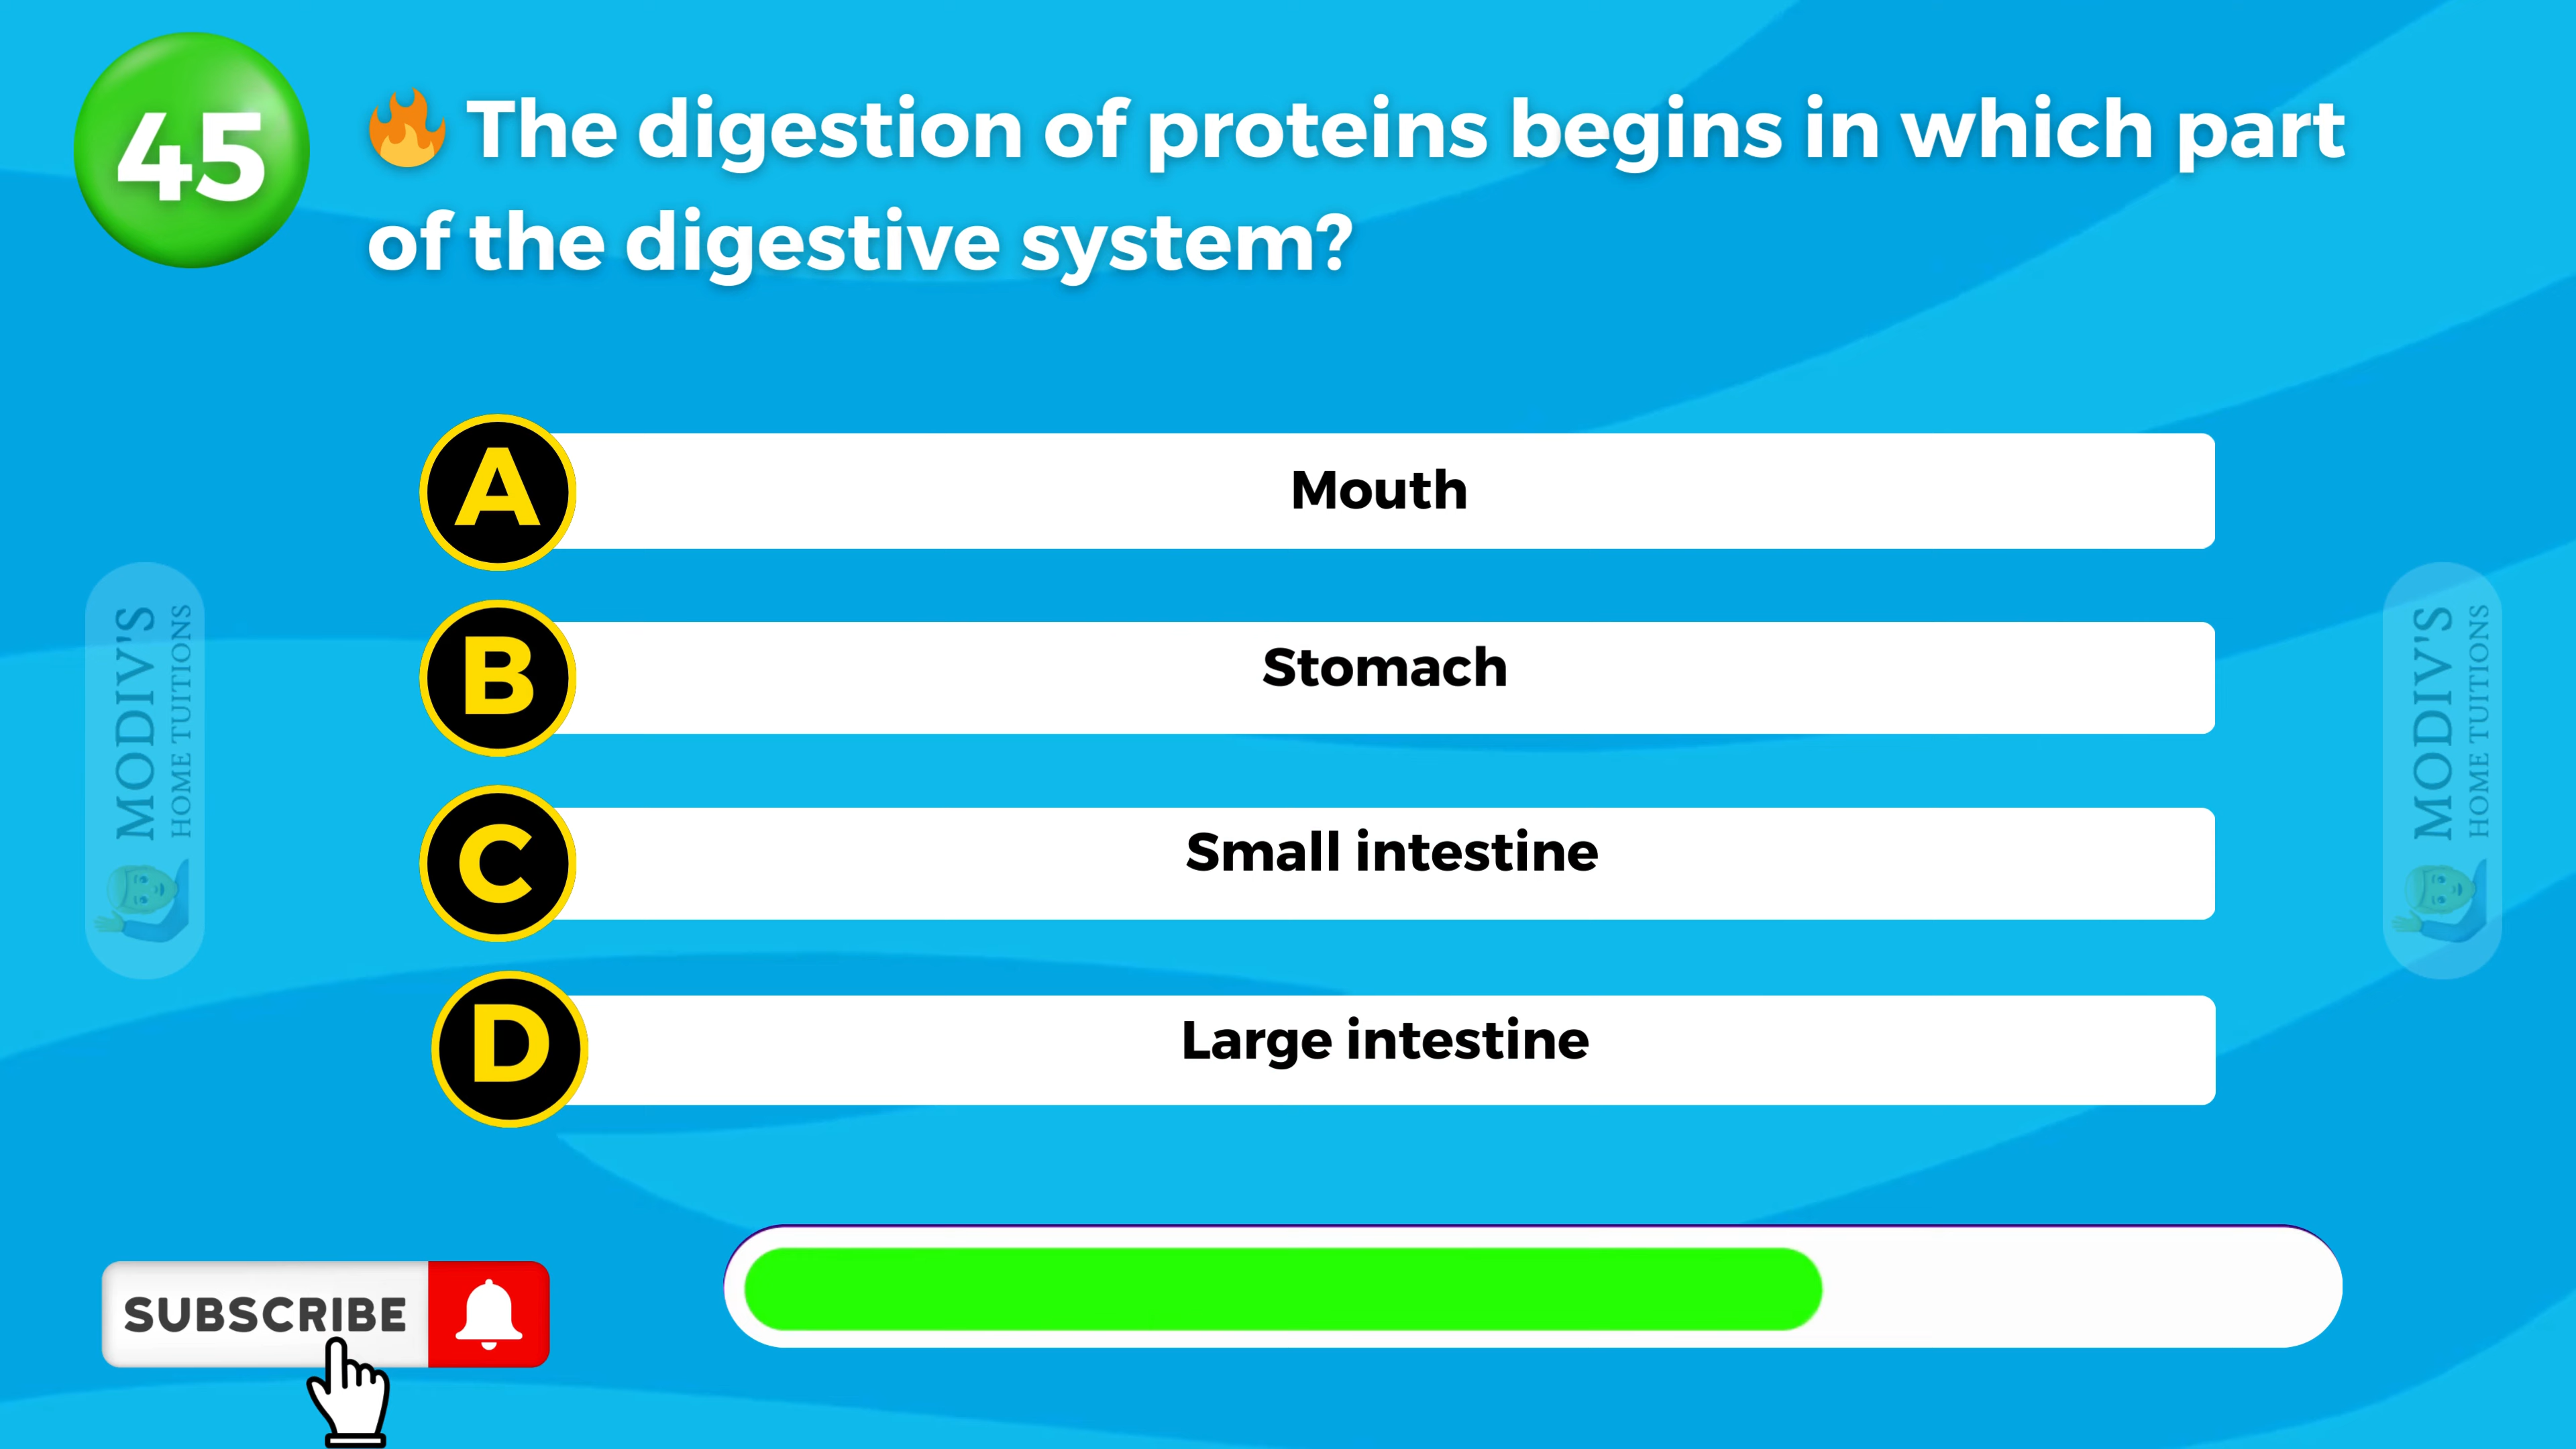 45
🔥 The digestion of proteins begins in which part
of the digestive system?
A
Mouth
B
Stomach
C
Small intestine
D
Large intestine
MODIV'S
HOME TUITIONS
MODIV'S
HOME TUITIONS
SUBSCRIBE